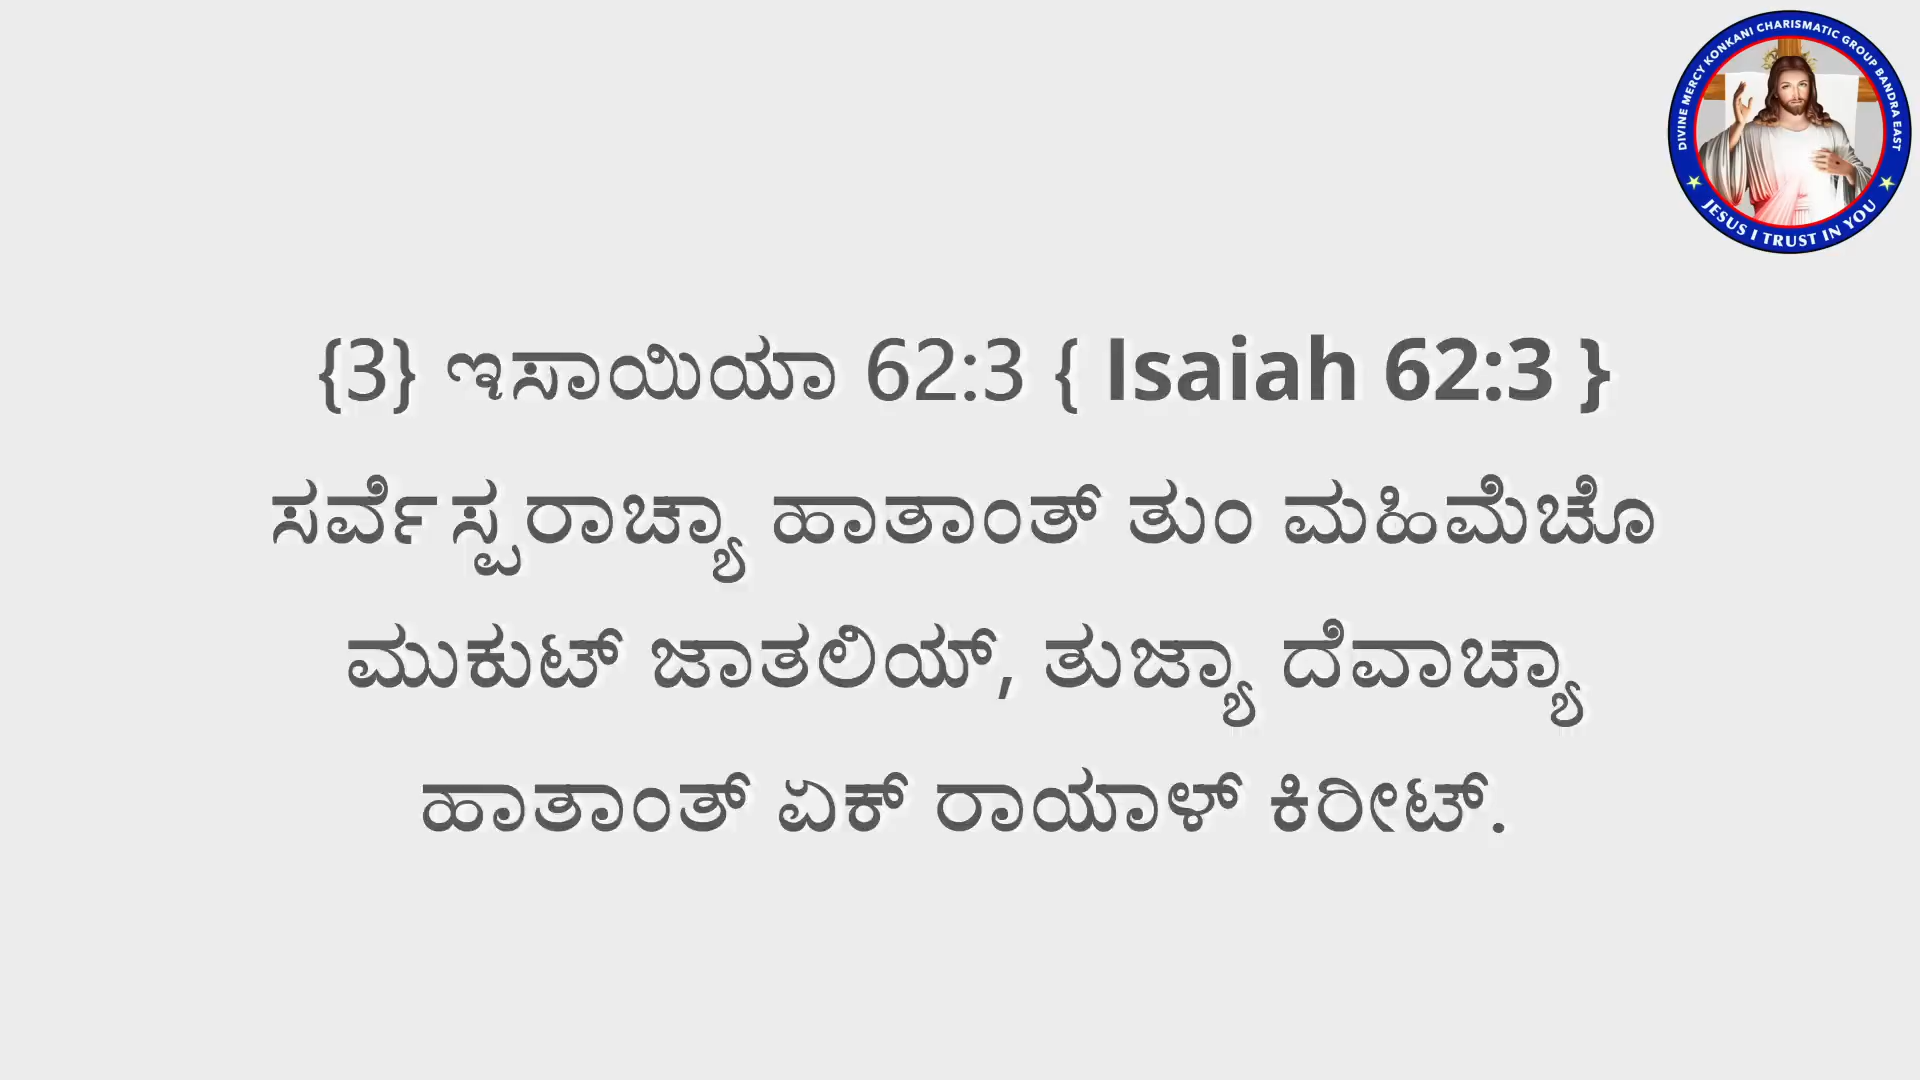 DIVINE MERCY KONKANI CHARISMATIC GROUP BANDRA EAST
JESUS I TRUST IN YOU
{3} ಇಸಾಯಿಯಾ 62:3 { Isaiah 62:3 }
ಸರ್ವೆಸ್ಪರಾಚ್ಯಾ ಹಾತಾಂತ್ ತುಂ ಮಹಿಮೆಚೊ
ಮುಕುಟ್ ಜಾತಲಿಯ್, ತುಜ್ಯಾ ದೆವಾಚ್ಯಾ
ಹಾತಾಂತ್ ಏಕ್ ರಾಯಾಳ್ ಕಿರೀಟ್.